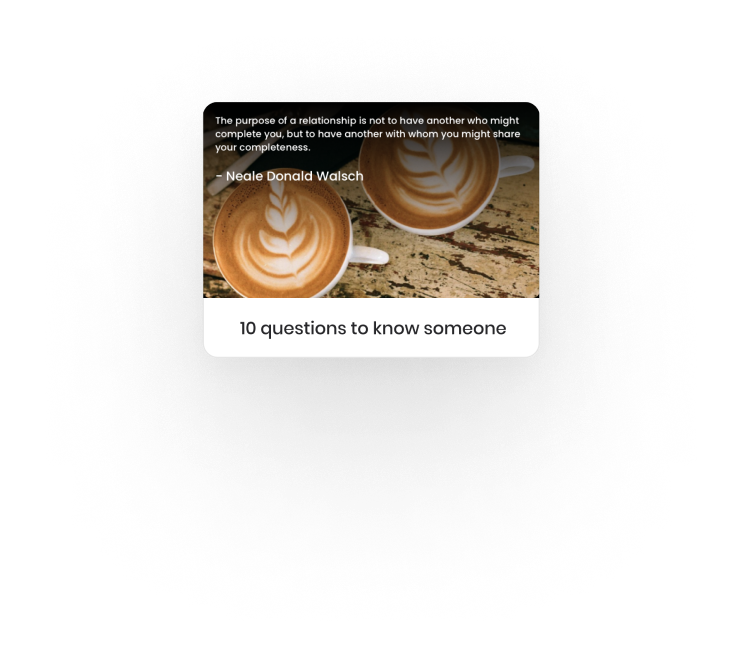 The purpose of a relationship is not to have another who might
complete you, but to have another with whom you might share
your completeness.
– Neale Donald Walsch
10 questions to know someone